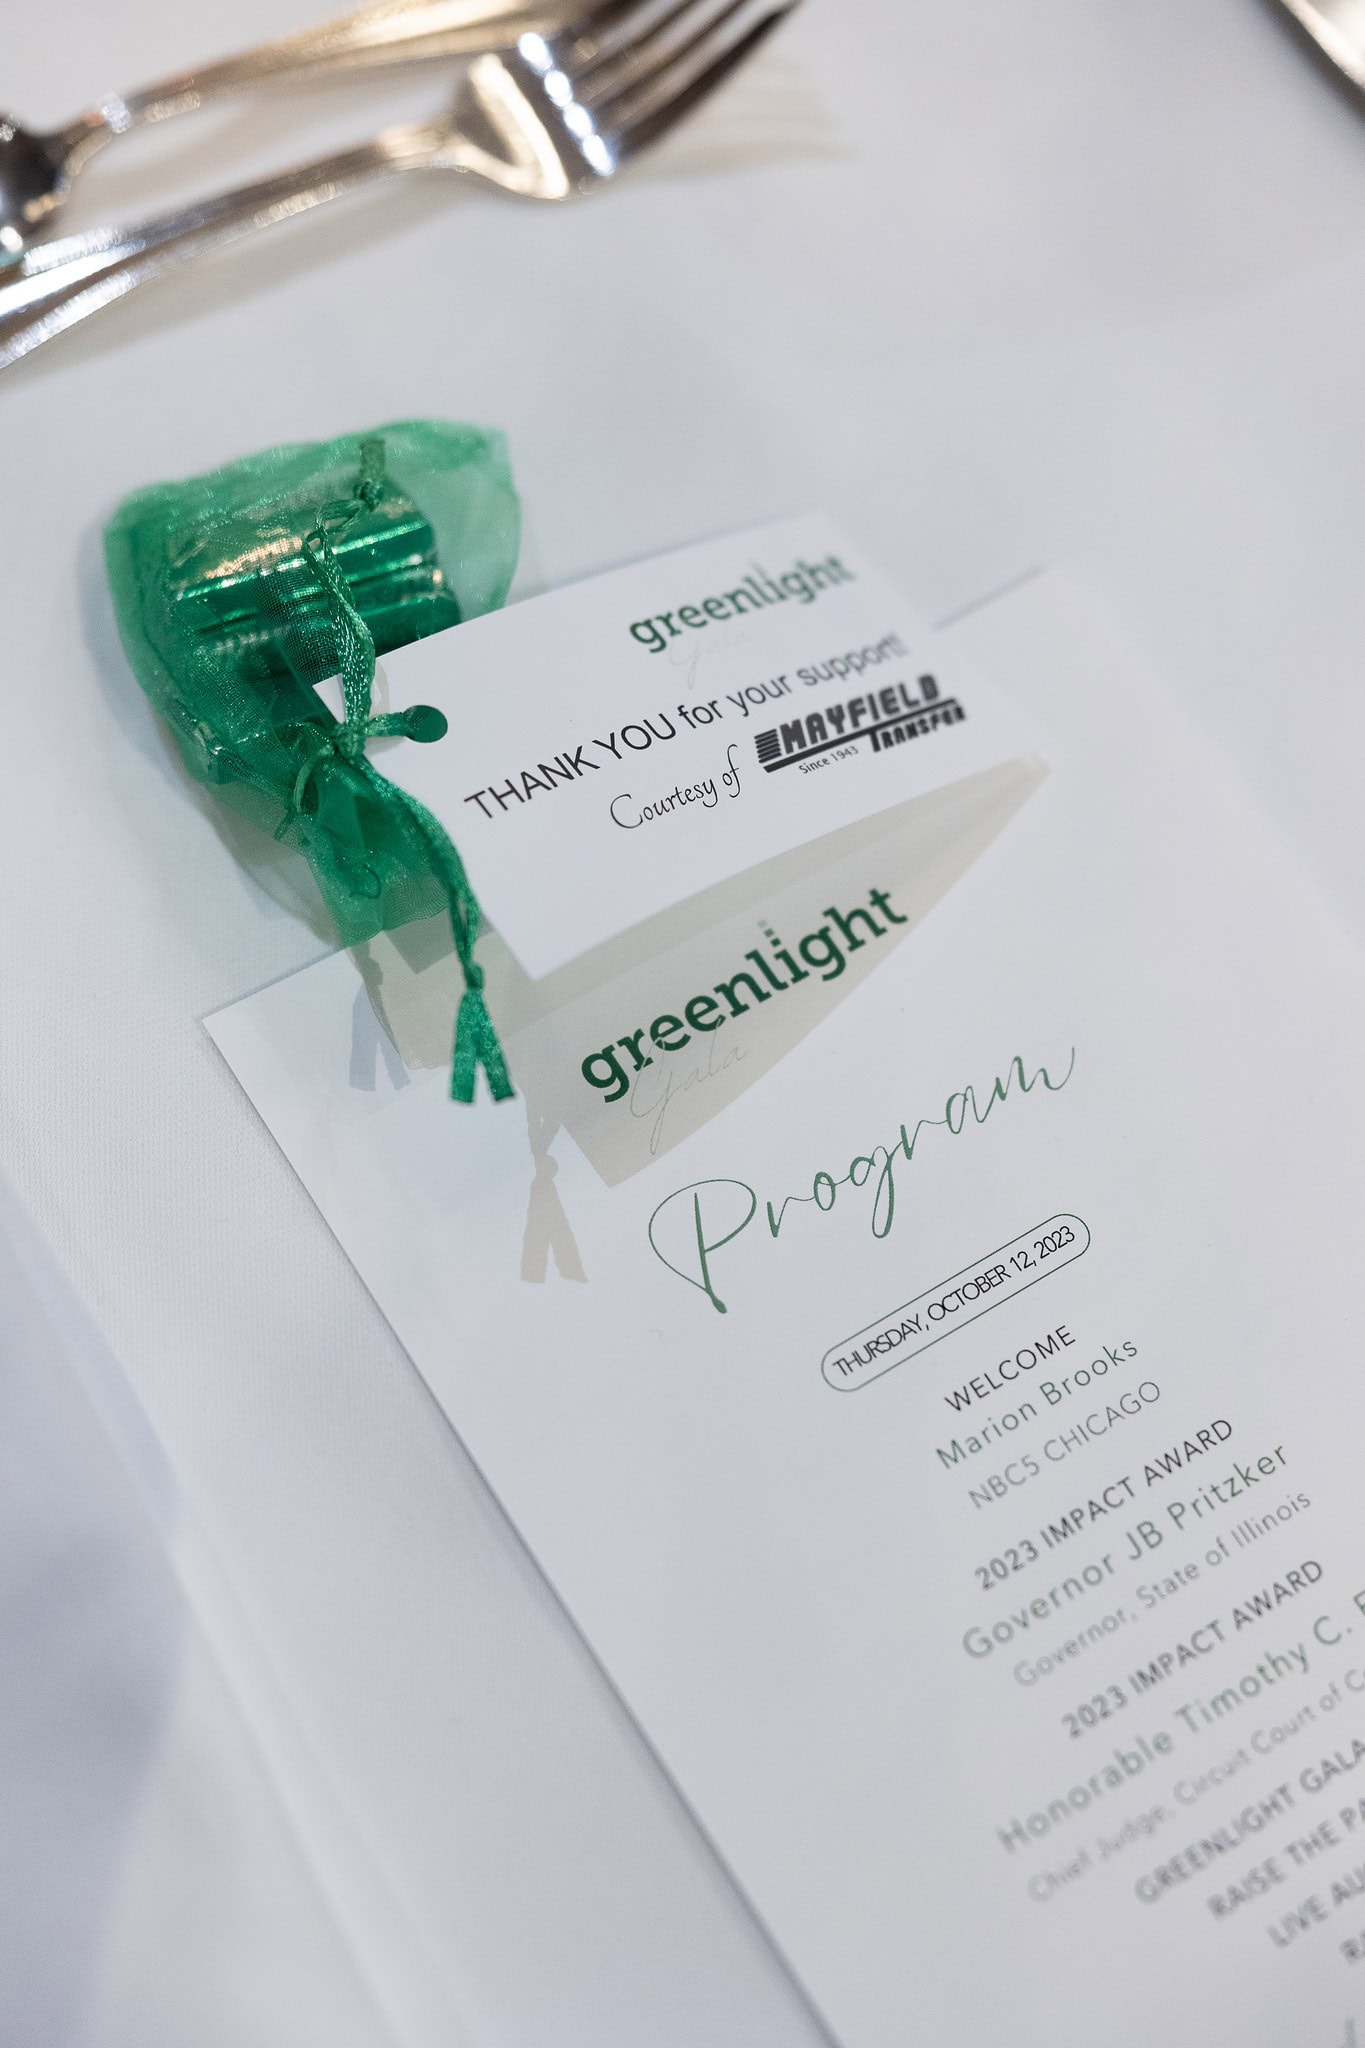 greenlight
THANK YOU for your support!
Courtesy of
MAYFIELD
TRANSFER
Since 1943
greenlight
Gala
Program
THURSDAY, OCTOBER 12, 2023
WELCOME
Marion Brooks
NBC5 CHICAGO
2023 IMPACT AWARD
Governor JB Pritzker
Governor, State of Illinois
2023 IMPACT AWARD
Honorable Timothy C.
Chief Judge, Circuit Court of
GREENLIGHT GALA
RAISE THE
LIVE